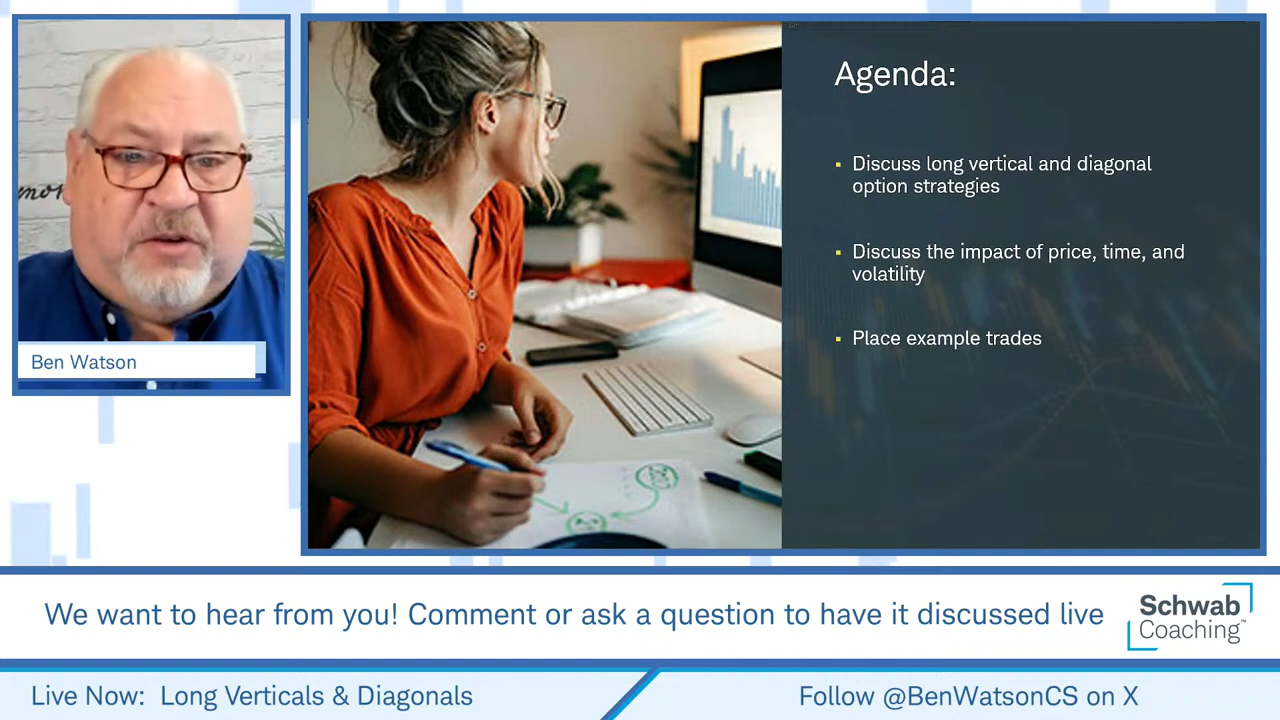 Agenda:
▪ Discuss long vertical and diagonal
option strategies
▪ Discuss the impact of price, time, and
volatility
▪ Place example trades
Ben Watson
We want to hear from you! Comment or ask a question to have it discussed live
Schwab
Coaching™
Live Now: Long Verticals & Diagonals
Follow @BenWatsonCS on X